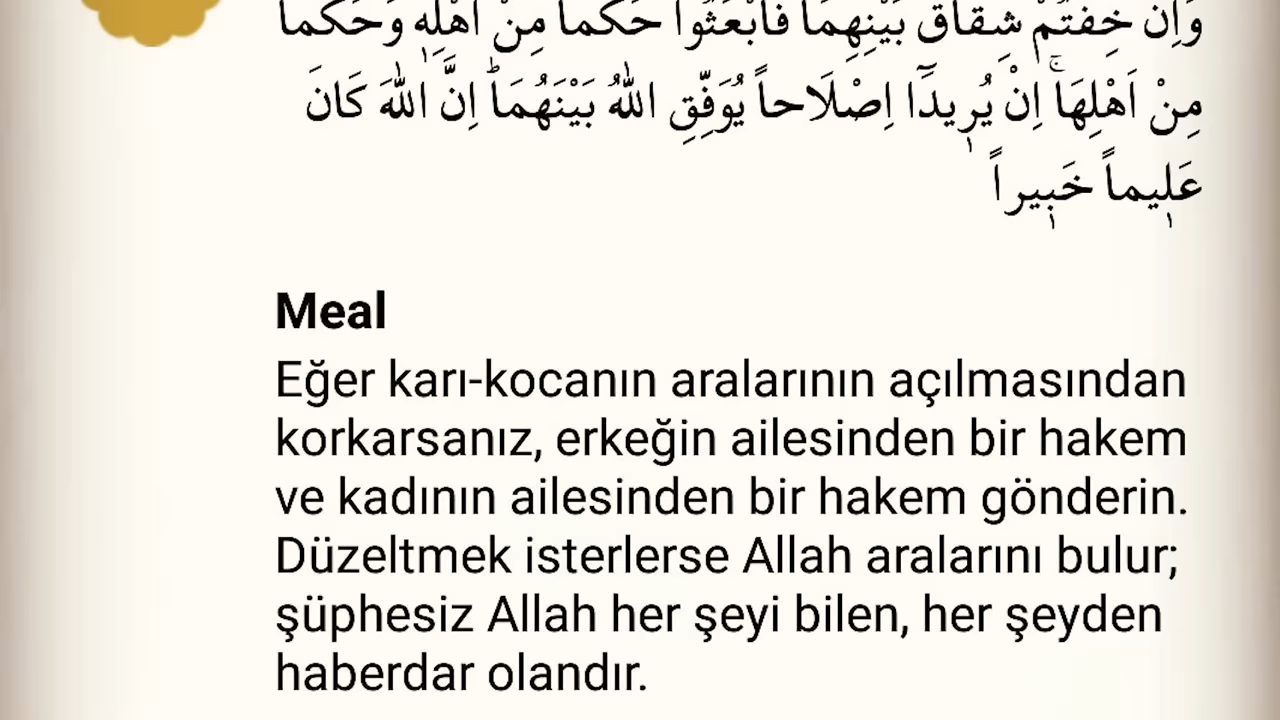 وَاِنْ خِفْتُمْ شِقَاقَ بَيْنِهِمَا فَابْعَثُوا حَكَماً مِنْ اَهْلِهٖ وَحَكَماً
مِنْ اَهْلِهَاۚ اِنْ يُرٖيدَٓا اِصْلَاحاً يُوَفِّقِ اللّٰهُ بَيْنَهُمَاؕ اِنَّ اللّٰهَ كَانَ
عَلٖيماً خَبٖيراً
Meal
Eğer karı-kocanın aralarının açılmasından
korkarsanız, erkeğin ailesinden bir hakem
ve kadının ailesinden bir hakem gönderin.
Düzeltmek isterlerse Allah aralarını bulur;
şüphesiz Allah her şeyi bilen, her şeyden
haberdar olandır.